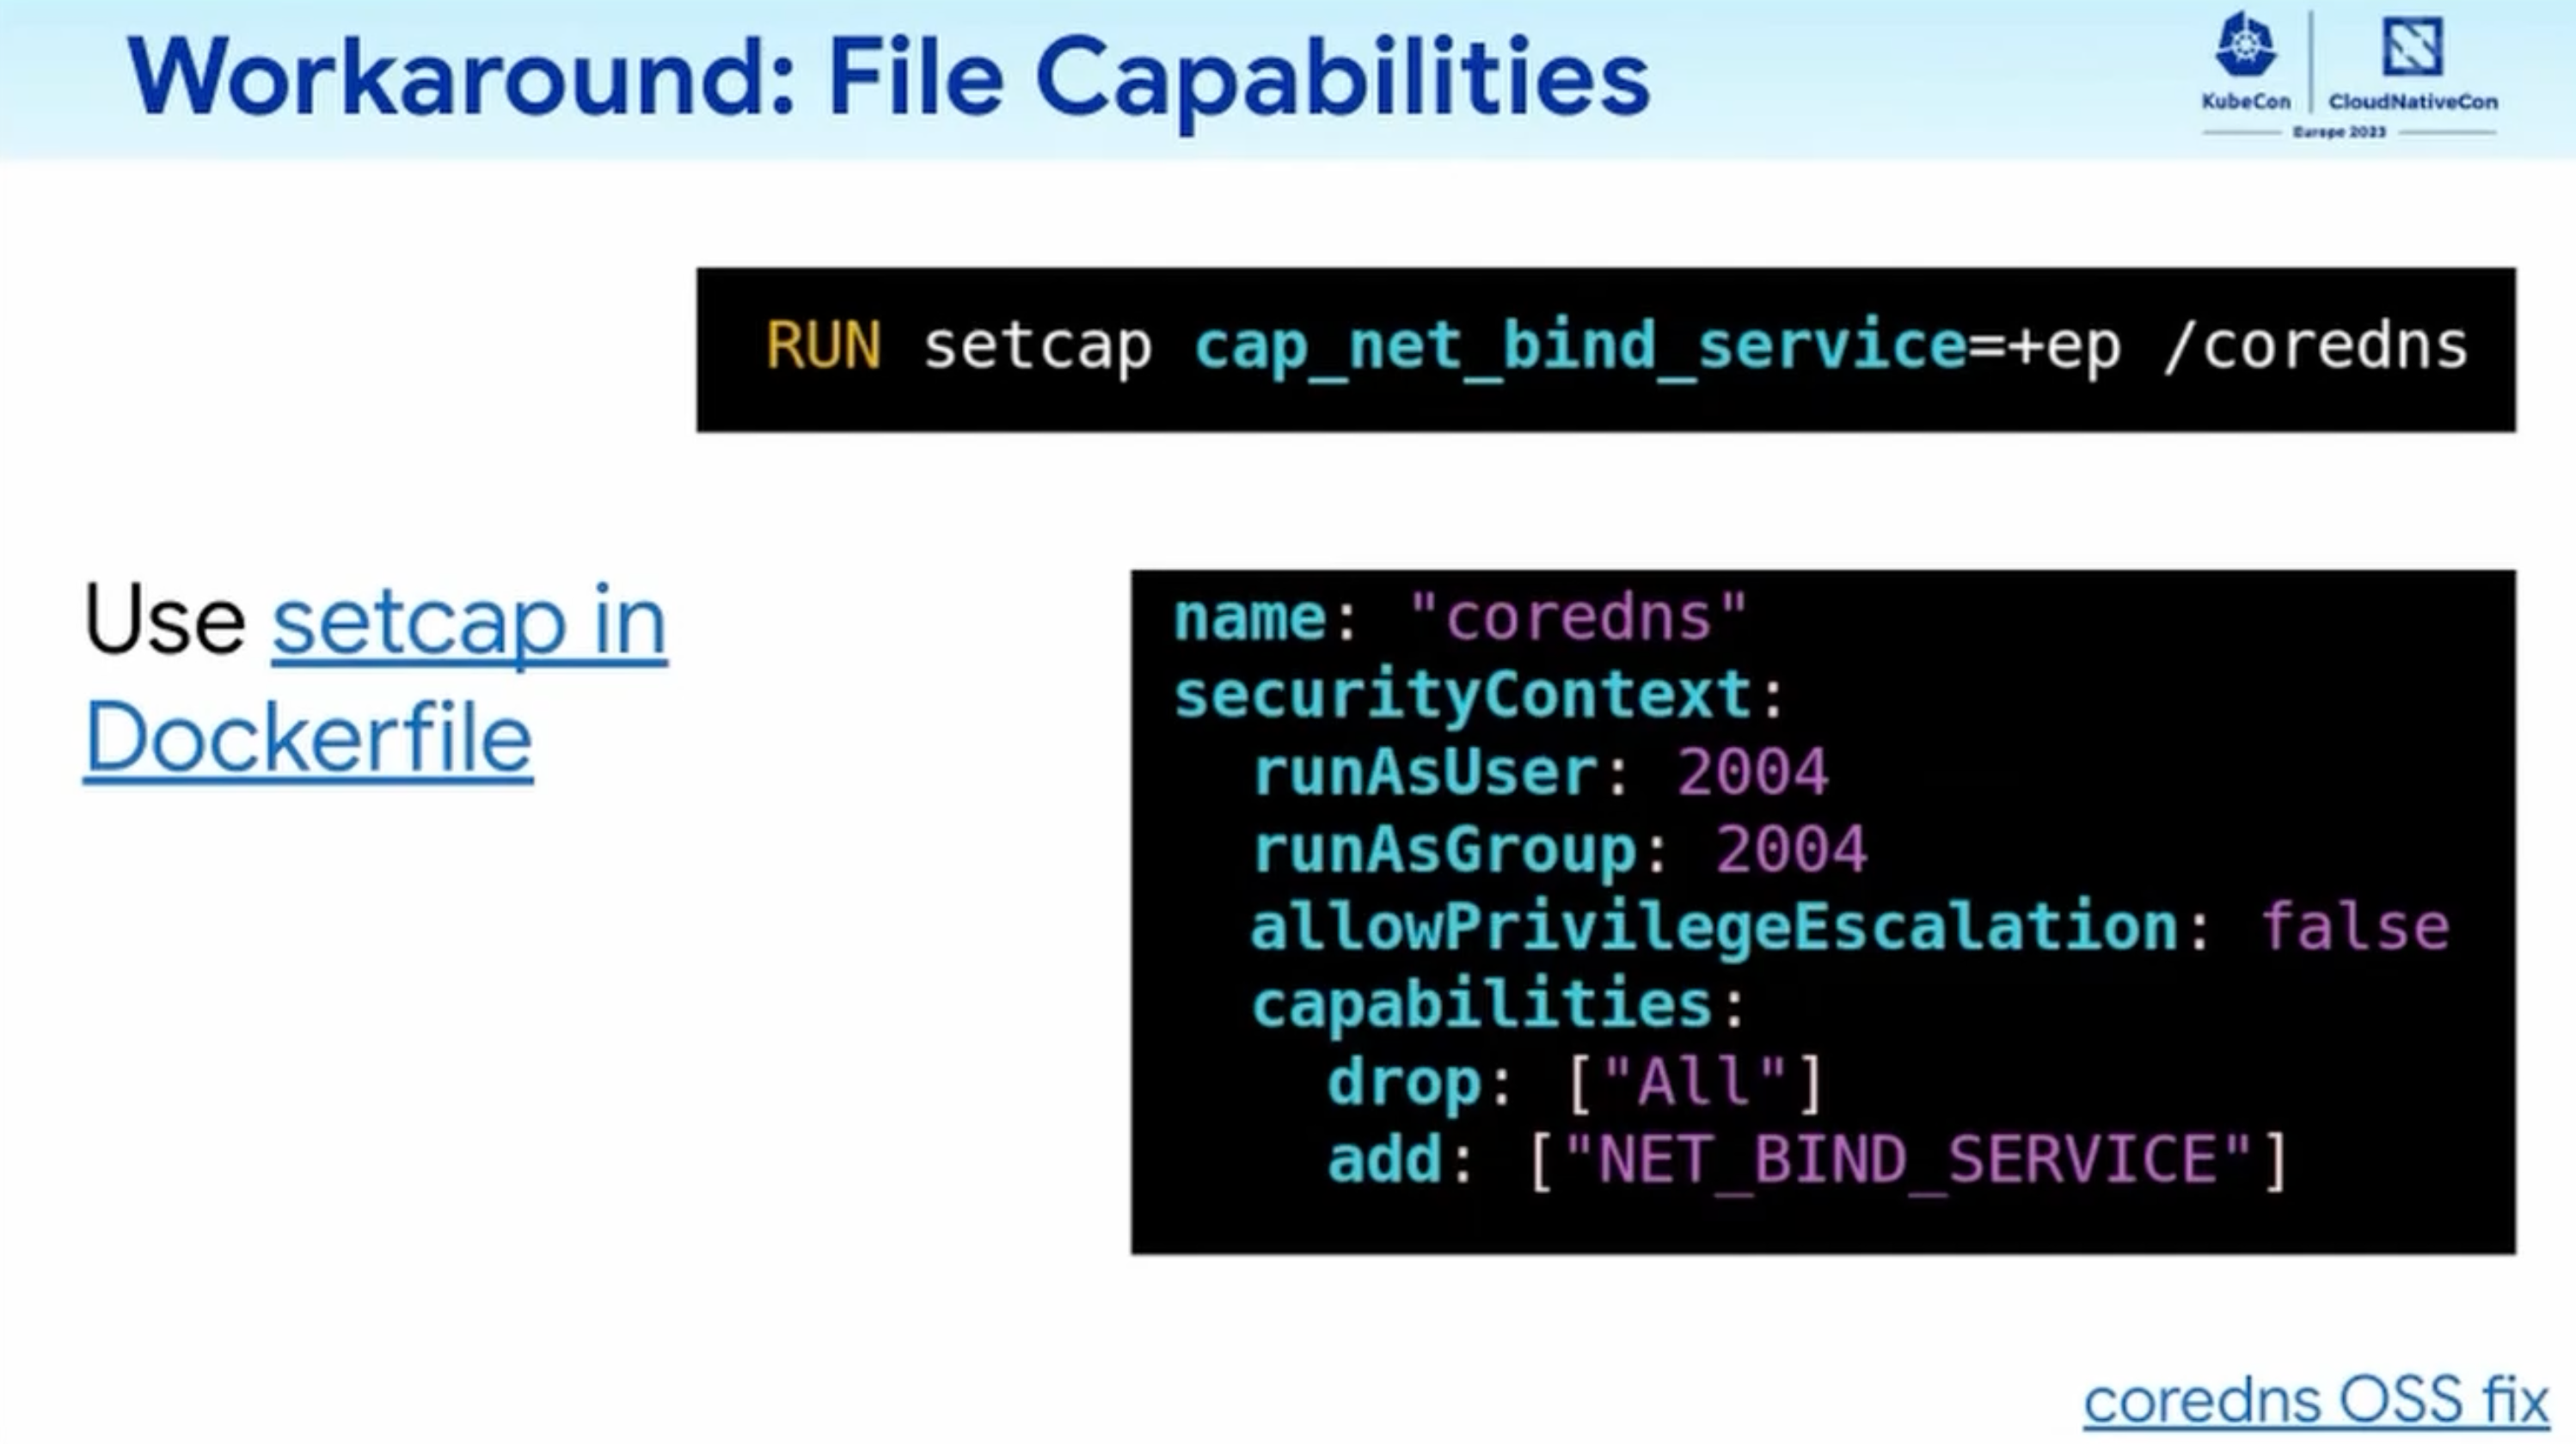 Workaround: File Capabilities
KubeCon
CloudNativeCon
Europe 2023
RUN setcap cap_net_bind_service=+ep /coredns
Use setcap in
Dockerfile
name: "coredns"
securityContext:
  runAsUser: 2004
  runAsGroup: 2004
  allowPrivilegeEscalation: false
  capabilities:
    drop: ["All"]
    add: ["NET_BIND_SERVICE"]
coredns OSS fix